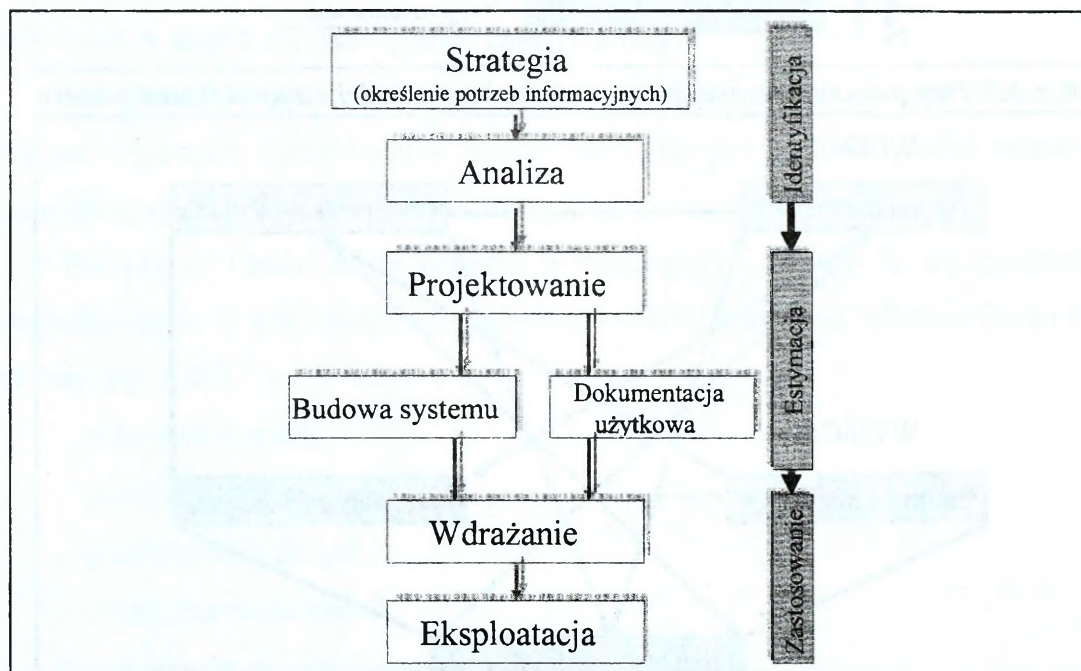 Strategia
(określenie potrzeb informacyjnych)
Analiza
Projektowanie
Budowa systemu
Dokumentacja
użytkowa
Wdrażanie
Eksploatacja
Identyfikacja
Estymacja
Zastosowanie